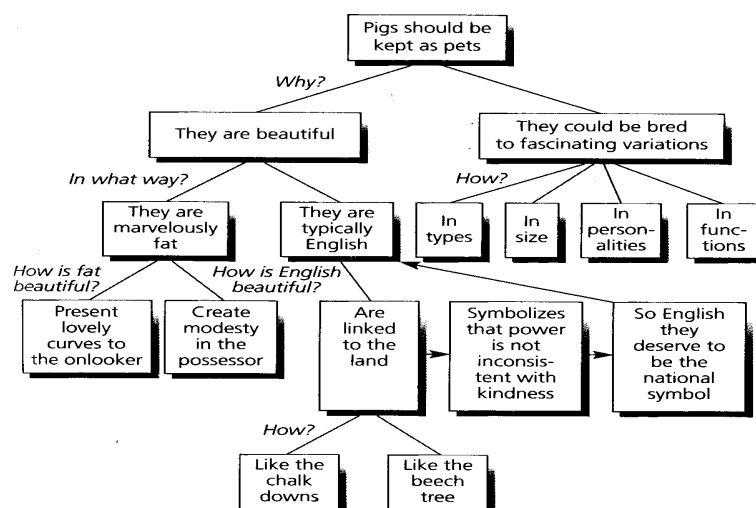 Pigs should be
kept as pets
Why?
They are beautiful
They could be bred
to fascinating variations
In what way?
How?
They are
marvelously
fat
They are
typically
English
In
types
In
size
In
person-
alities
In
func-
tions
How is fat
beautiful?
How is English
beautiful?
Present
lovely
curves to
the onlooker
Create
modesty
in the
possessor
Are
linked
to the
land
Symbolizes
that power
is not
inconsis-
tent with
kindness
So English
they
deserve to
be the
national
symbol
How?
Like the
chalk
downs
Like the
beech
tree